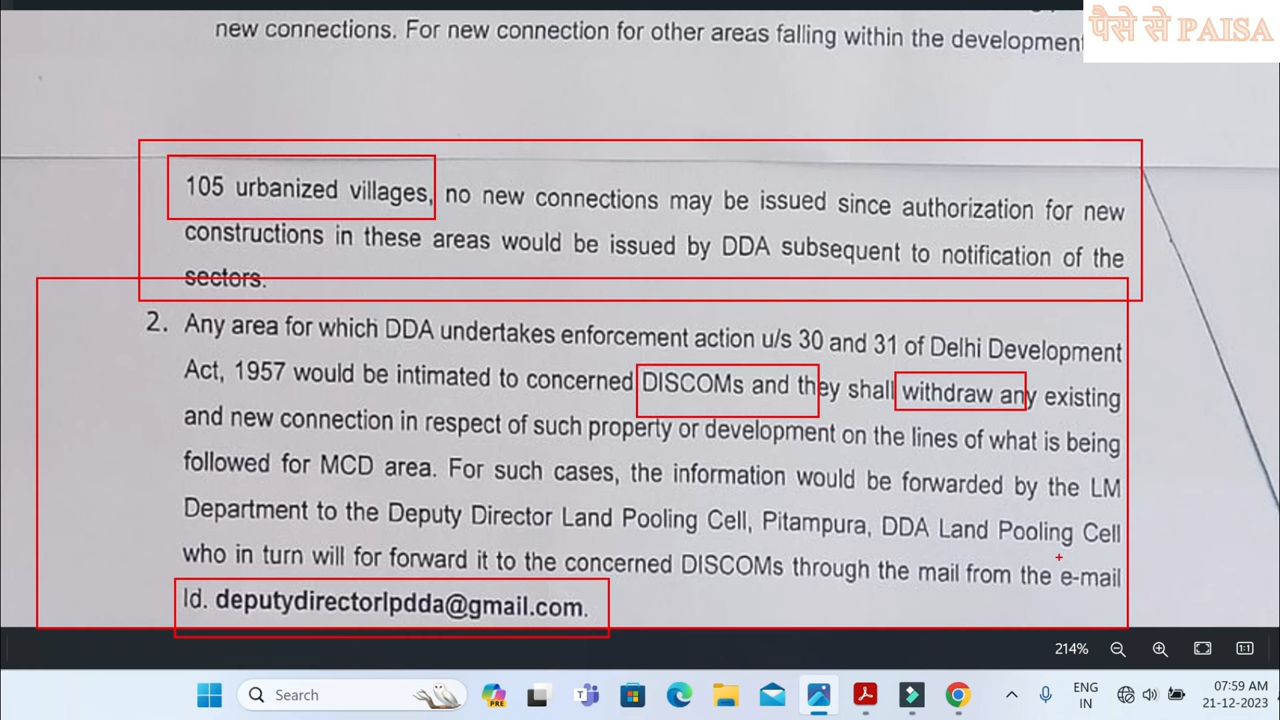 new connections. For new connection for other areas falling within the development
पैसे से PAISA
105 urbanized villages, no new connections may be issued since authorization for new
constructions in these areas would be issued by DDA subsequent to notification of the
sectors.
2. Any area for which DDA undertakes enforcement action u/s 30 and 31 of Delhi Development
Act, 1957 would be intimated to concerned DISCOMs and they shall withdraw any existing
and new connection in respect of such property or development on the lines of what is being
followed for MCD area. For such cases, the information would be forwarded by the LM
Department to the Deputy Director Land Pooling Cell, Pitampura, DDA Land Pooling Cell
who in turn will for forward it to the concerned DISCOMs through the mail from the e-mail
Id. deputydirectorlpdda@gmail.com.
214%
1:1
Search
PRE
ENG
IN
07:59 AM
21-12-2023